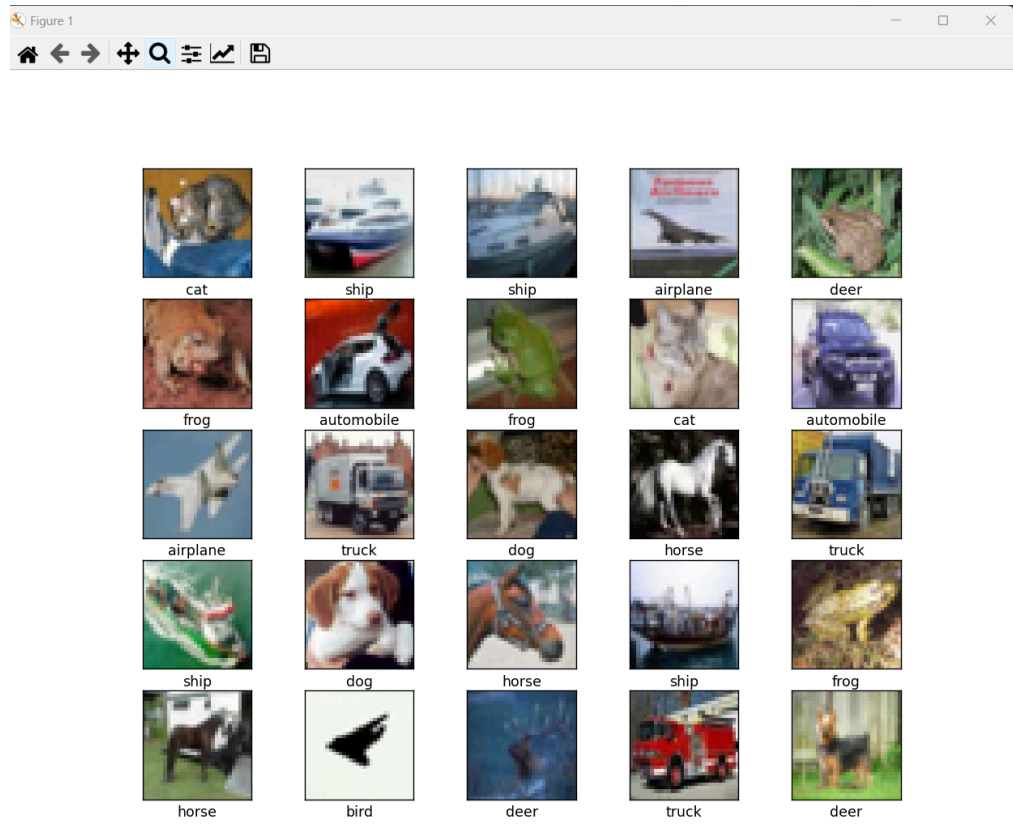 Figure 1
cat ship ship airplane deer
frog automobile frog cat automobile
airplane truck dog horse truck
ship dog horse ship frog
horse bird deer truck deer